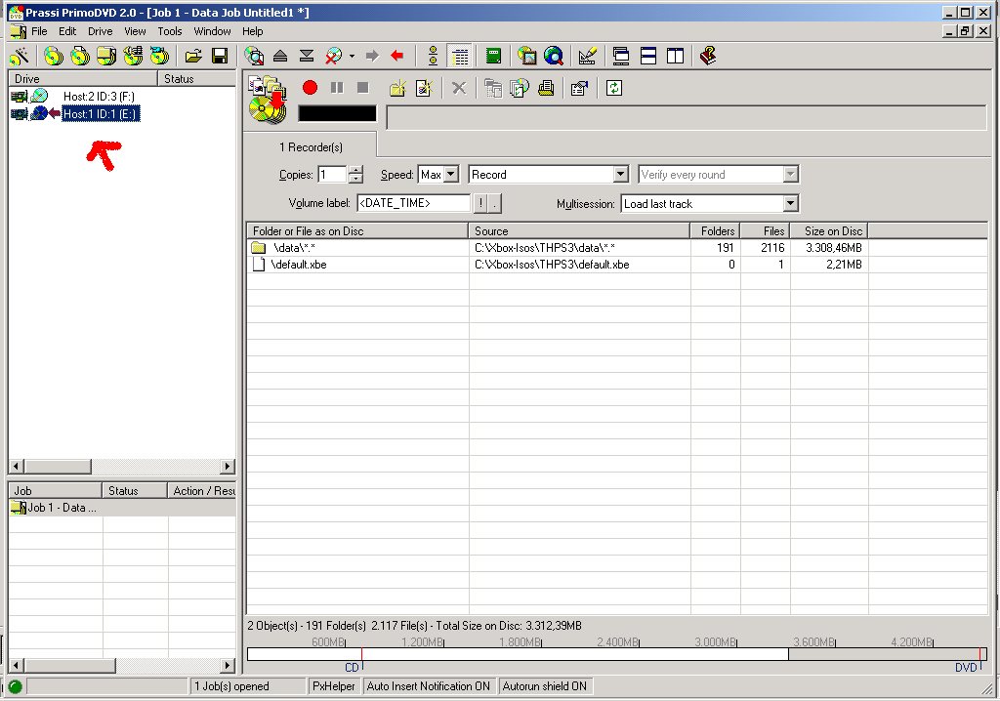 Prassi PrimoDVD 2.0 - [Job 1 - Data Job Untitled1 *]
File Edit Drive View Tools Window Help
Drive Status
Host:2 ID:3 (F:)
Host:1 ID:1 (E:)
1 Recorder(s)
Copies: 1 Speed: Max Record Verify every round
Volume label: <DATE_TIME> ! . Multisession: Load last track
Folder or File as on Disc Source Folders Files Size on Disc
\data\*.* C:\Xbox-Isos\THPS3\data\*.* 191 2116 3.308,46MB
\default.xbe C:\Xbox-Isos\THPS3\default.xbe 0 1 2,21MB
Job Status Action / Resu
Job 1 - Data ...
2 Object(s) - 191 Folder(s) 2.117 File(s) - Total Size on Disc: 3.312,39MB
600MB 1.200MB 1.800MB 2.400MB 3.000MB 3.600MB 4.200MB
CD DVD
1 Job(s) opened PxHelper Auto Insert Notification ON Autorun shield ON